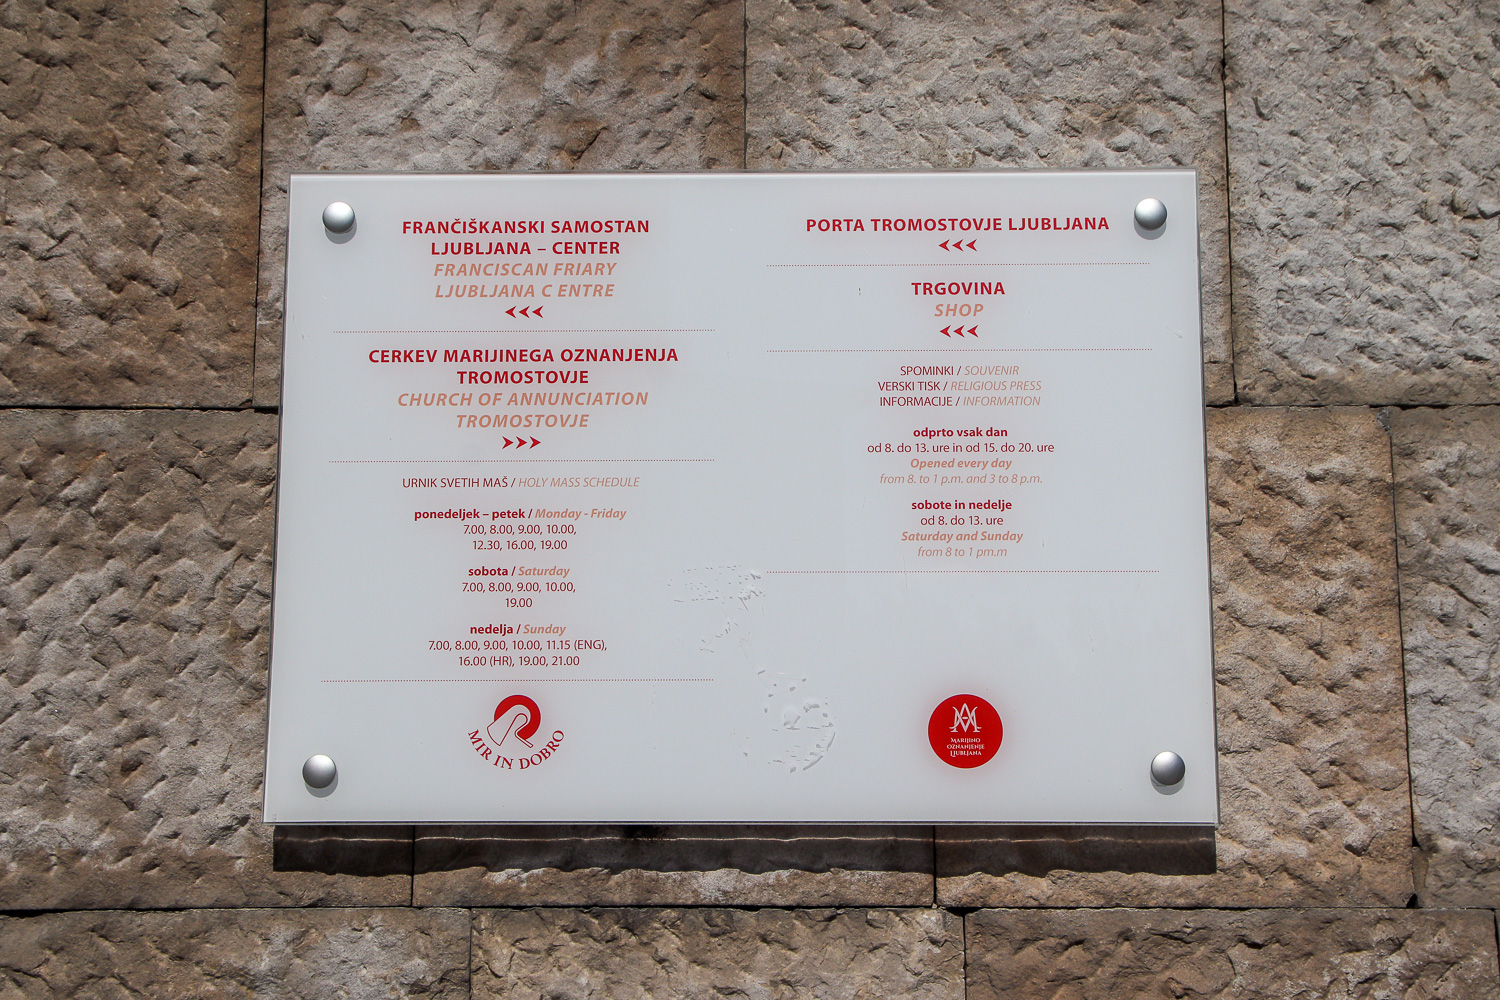 FRANČIŠKANSKI SAMOSTAN
LJUBLJANA – CENTER
FRANCISCAN FRIARY
LJUBLJANA C ENTRE
CERKEV MARIJINEGA OZNANJENJA
TROMOSTOVJE
CHURCH OF ANNUNCIATION
TROMOSTOVJE
URNIK SVETIH MAŠ / HOLY MASS SCHEDULE
ponedeljek – petek / Monday - Friday
7.00, 8.00, 9.00, 10.00,
12.30, 16.00, 19.00
sobota / Saturday
7.00, 8.00, 9.00, 10.00,
19.00
nedelja / Sunday
7.00, 8.00, 9.00, 10.00, 11.15 (ENG),
16.00 (HR), 19.00, 21.00
MIR IN DOBRO
PORTA TROMOSTOVJE LJUBLJANA
TRGOVINA
SHOP
SPOMINKI / SOUVENIR
VERSKI TISK / RELIGIOUS PRESS
INFORMACIJE / INFORMATION
odprto vsak dan
od 8. do 13. ure in od 15. do 20. ure
Opened every day
from 8. to 1 p.m. and 3 to 8 p.m.
sobote in nedelje
od 8. do 13. ure
Saturday and Sunday
from 8 to 1 pm.m
MARIJINO
OZNANJENJE
LJUBLJANA